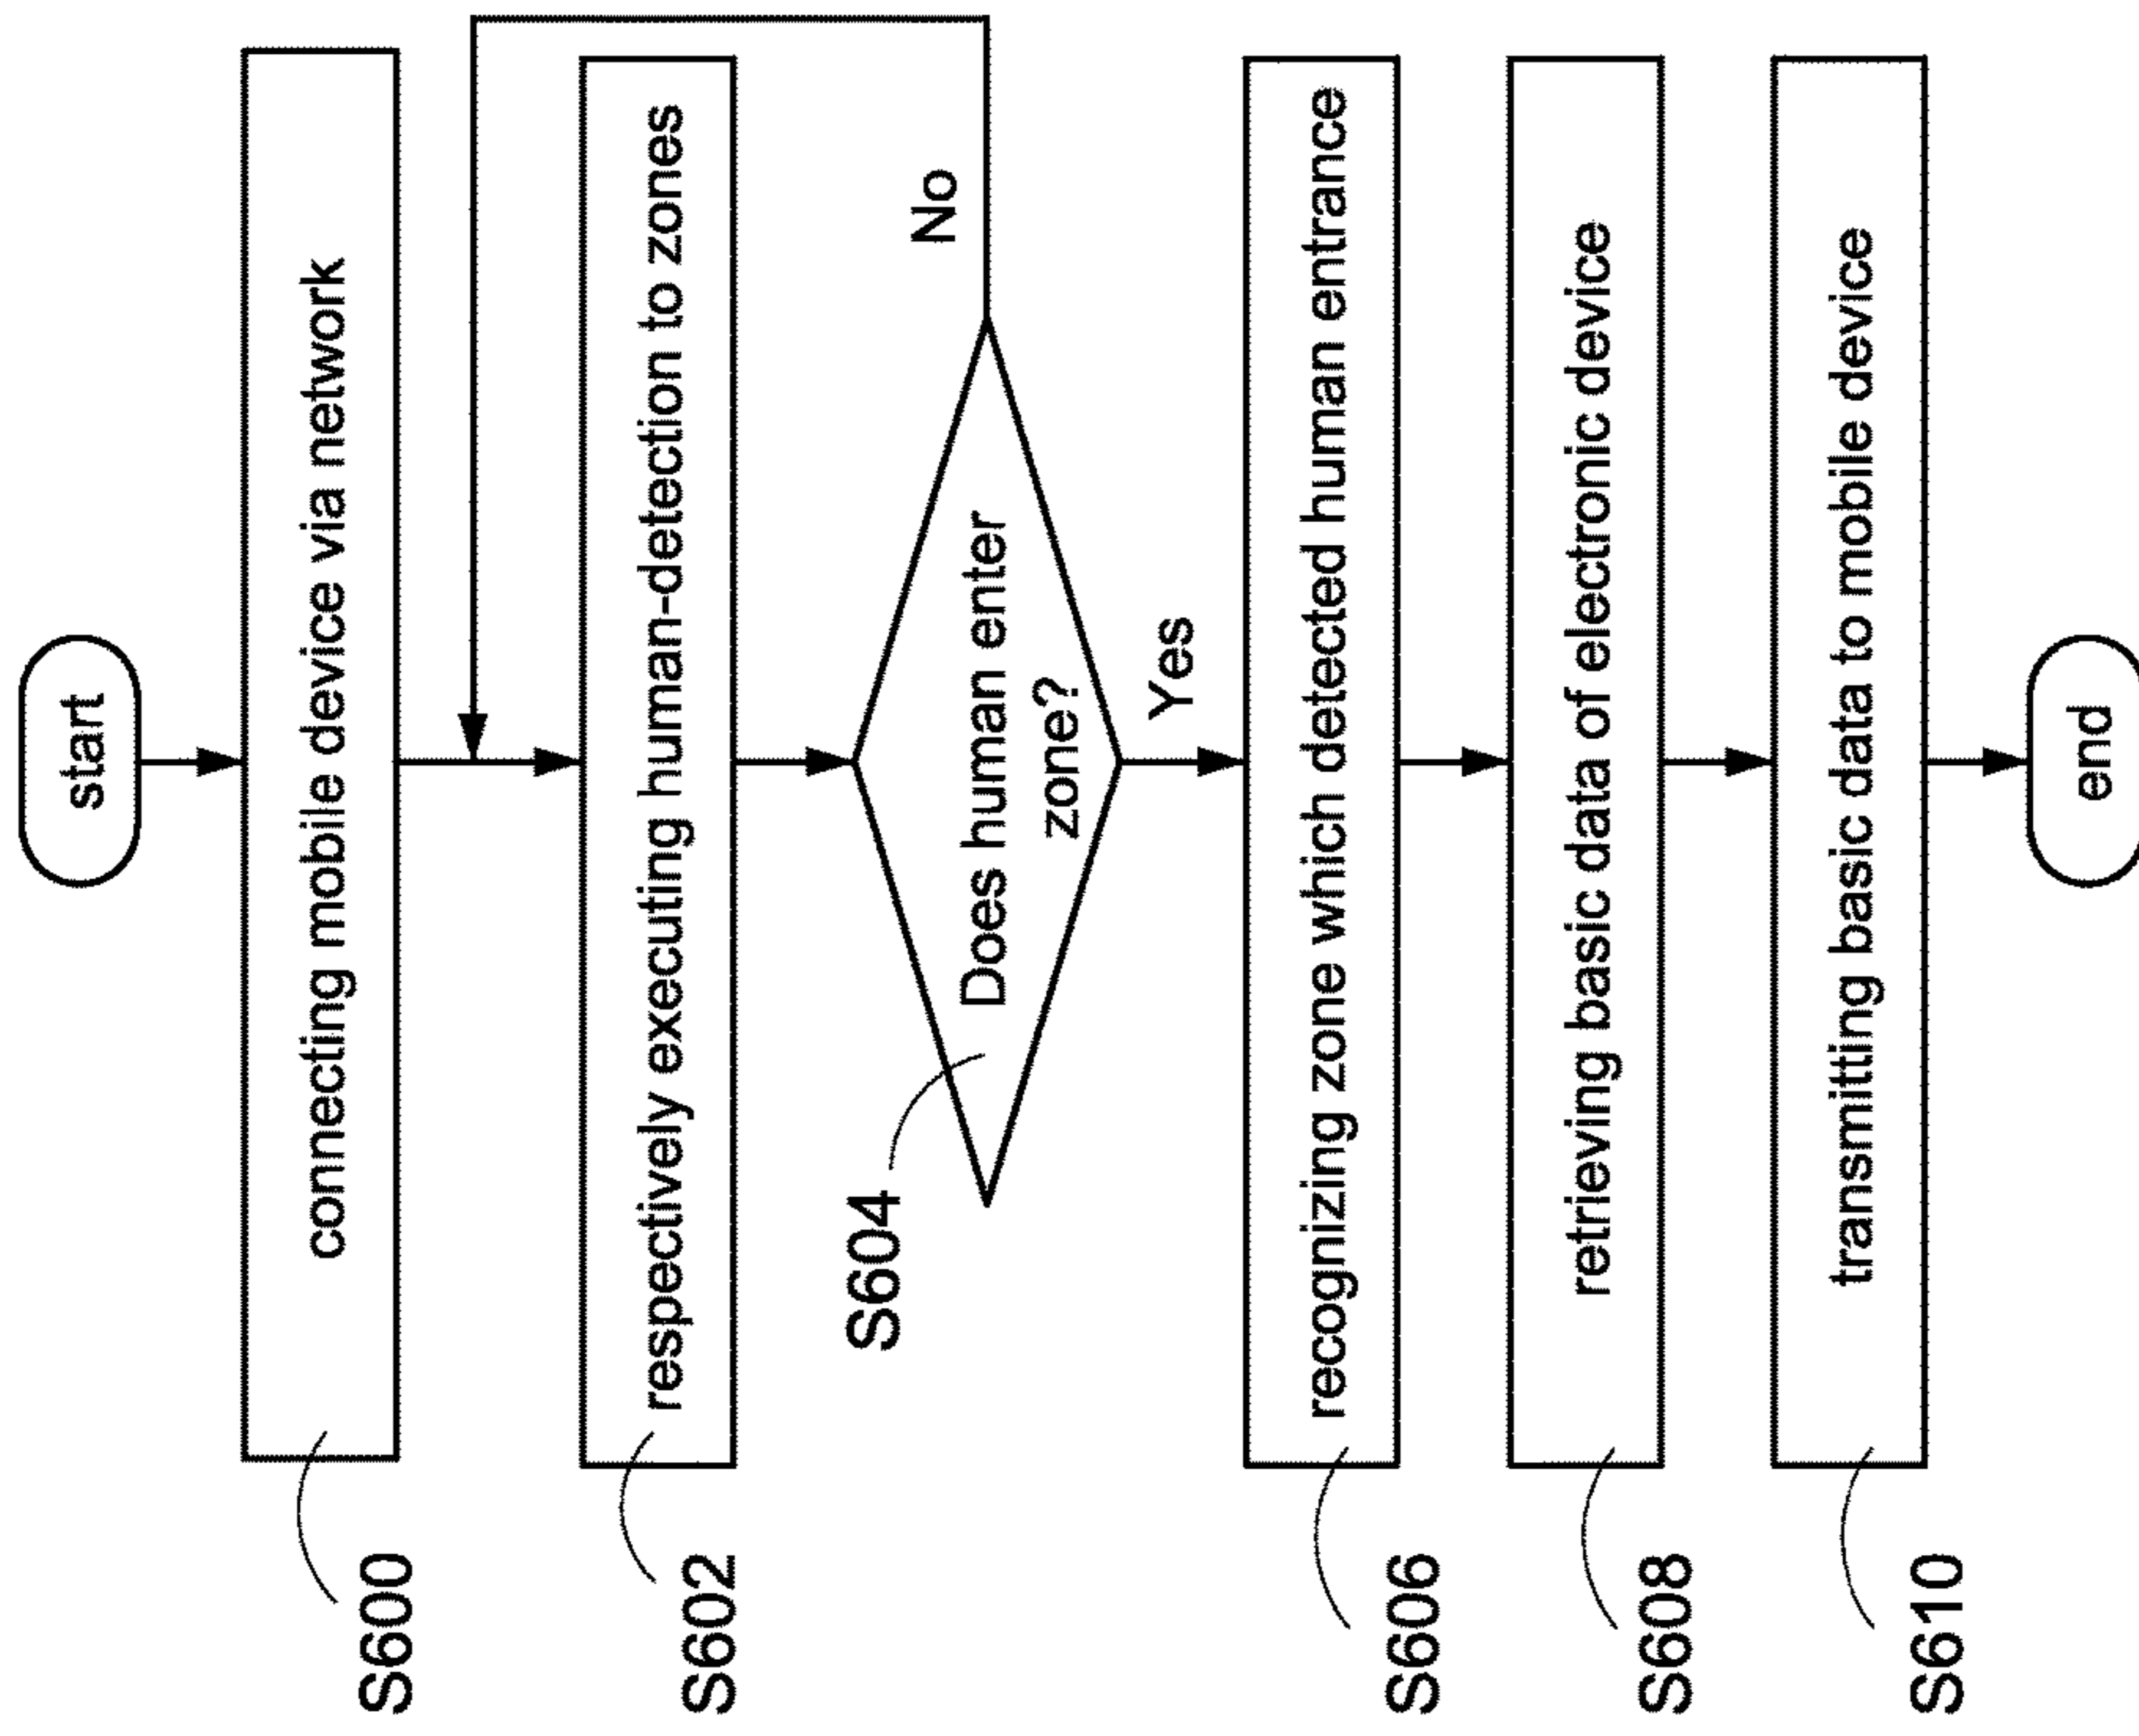 start
connecting mobile device via network
S600
respectively executing human-detection to zones
S602
Does human enter
zone?
S604
No
Yes
recognizing zone which detected human entrance
S606
retrieving basic data of electronic device
S608
transmitting basic data to mobile device
S610
end